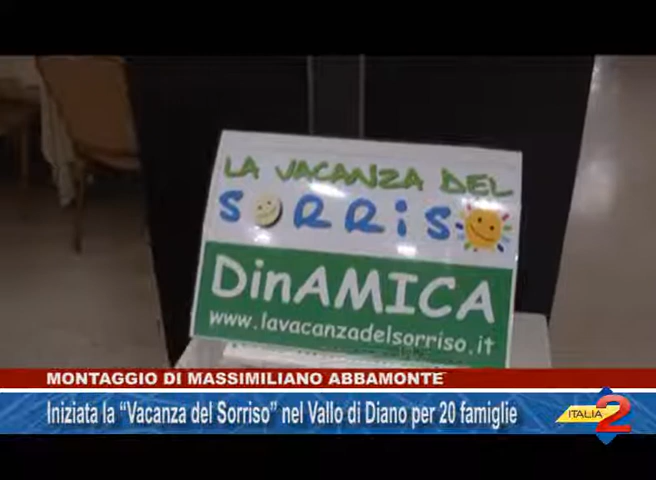 LA VACANZA DEL
SORRiSO
DinAMICA
www.lavacanzadelsorriso.it
MONTAGGIO DI MASSIMILIANO ABBAMONTE
Iniziata la “Vacanza del Sorriso” nel Vallo di Diano per 20 famiglie
ITALIA 2